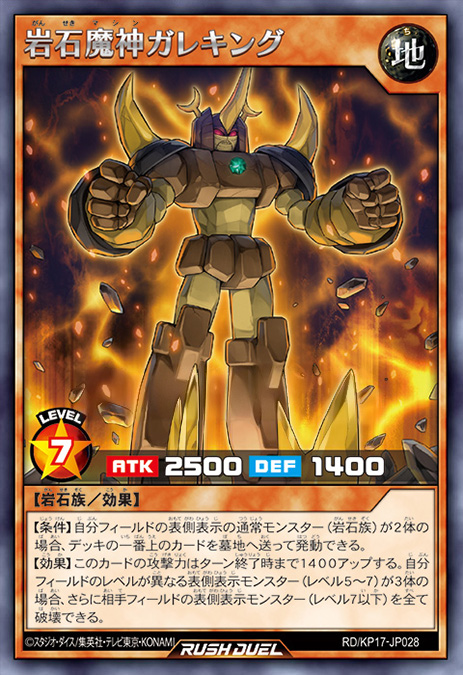 岩石魔神ガレキング
地
LEVEL
7
ATK 2500 DEF 1400
【岩石族／効果】
【条件】自分フィールドの表側表示の通常モンスター（岩石族）が２体の
場合、デッキの一番上のカードを墓地へ送って発動できる。
【効果】このカードの攻撃力はターン終了時まで1400アップする。自分
フィールドのレベルが異なる表側表示モンスター（レベル5～7）が３体の
場合、さらに相手フィールドのモンスター（レベル7以下）を全て
破壊できる。
©スタジオ・ダイス/集英社・テレビ東京・KONAMI
RUSH DUEL
RD/KP17-JP028